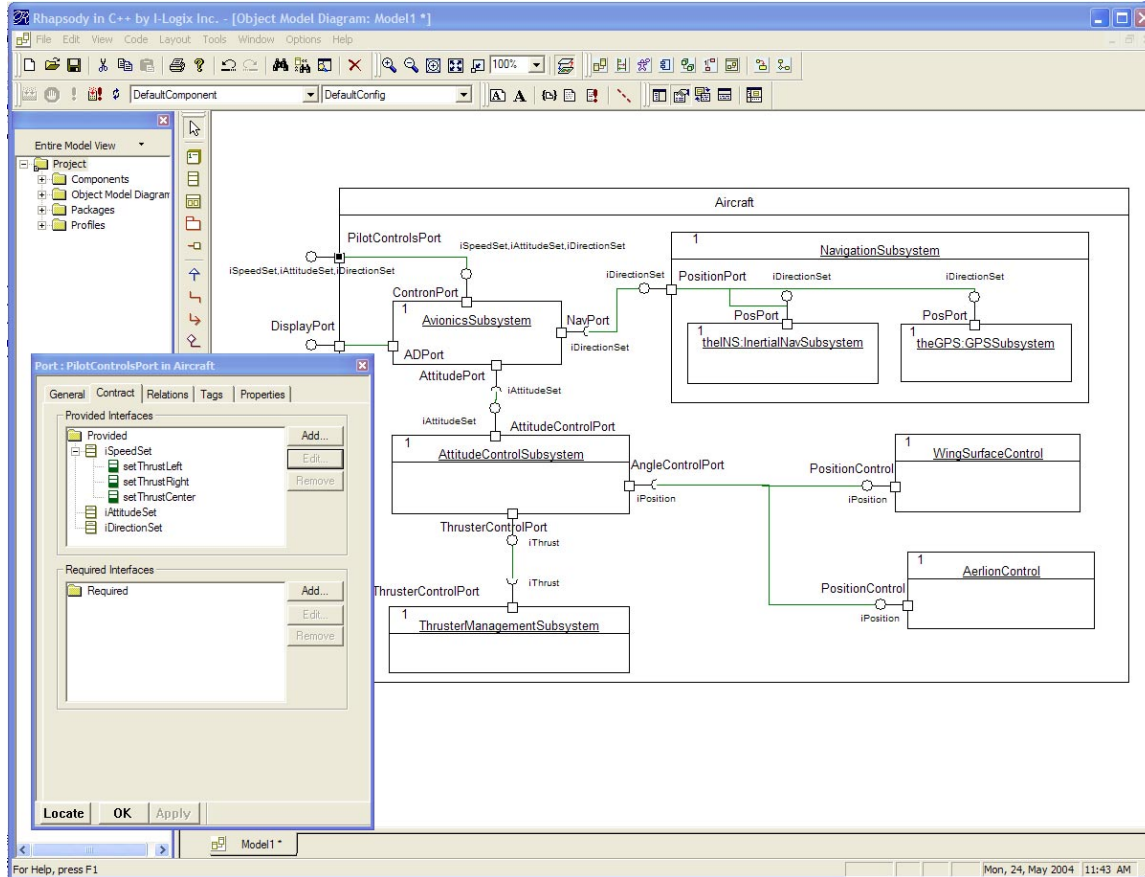 Rhapsody in C++ by I-Logix Inc. - [Object Model Diagram: Model1 *]
File Edit View Code Layout Tools Window Options Help
100%
DefaultComponent DefaultConfig
Entire Model View
Project
Components
Object Model Diagran
Packages
Profiles
Aircraft
PilotControlsPort
iSpeedSet,iAttitudeSet,iDirectionSet
iSpeedSet,iAttitudeSet,iDirectionSet
ContronPort
1
AvionicsSubsystem
DisplayPort
ADPort
NavPort
iDirectionSet
iDirectionSet
PositionPort
1
NavigationSubsystem
iDirectionSet
iDirectionSet
PosPort
PosPort
1
theINS:InertialNavSubsystem
1
theGPS:GPSSubsystem
AttitudePort
iAttitudeSet
iAttitudeSet
AttitudeControlPort
1
AttitudeControlSubsystem
AngleControlPort
iPosition
PositionControl
iPosition
1
WingSurfaceControl
PositionControl
iPosition
1
AerlionControl
ThrusterControlPort
iThrust
iThrust
ThrusterControlPort
1
ThrusterManagementSubsystem
Port : PilotControlsPort in Aircraft
General Contract Relations Tags Properties
Provided Interfaces
Provided
iSpeedSet
setThrustLeft
setThrustRight
setThrustCenter
iAttitudeSet
iDirectionSet
Add...
Edit...
Remove
Required Interfaces
Required
Add...
Edit...
Remove
Locate OK Apply
Model1 *
For Help, press F1
Mon, 24, May 2004 11:43 AM